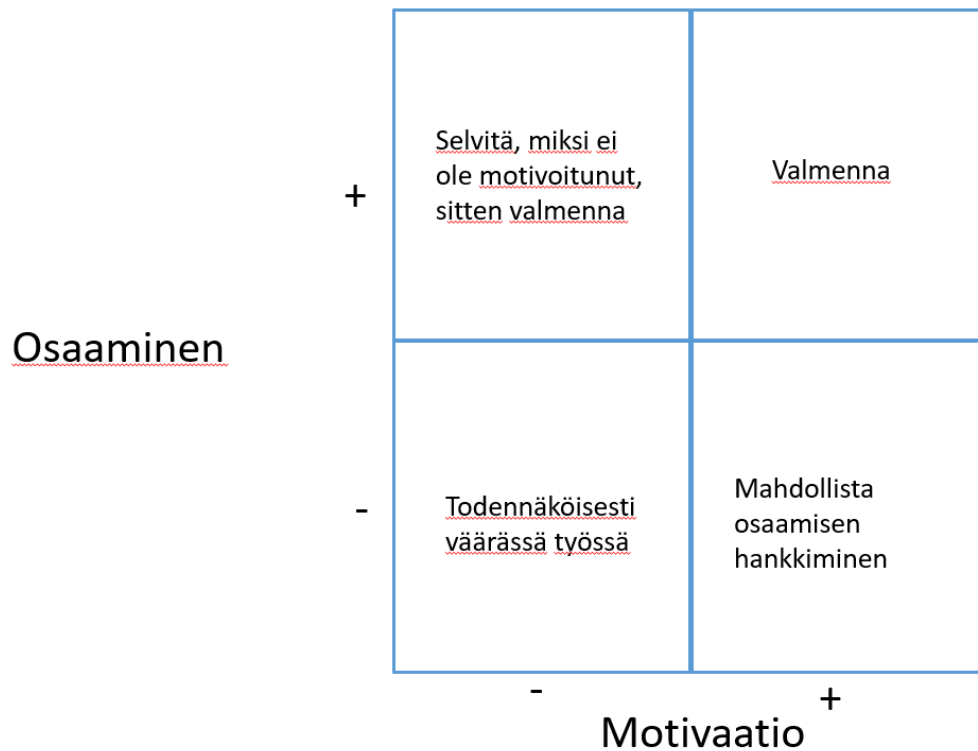 Selvitä, miksi ei
ole motivoitunut,
sitten valmenna
Valmenna
+
Osaaminen
-
Todennäköisesti
väärässä työssä
Mahdollista
osaamisen
hankkiminen
-
+
Motivaatio